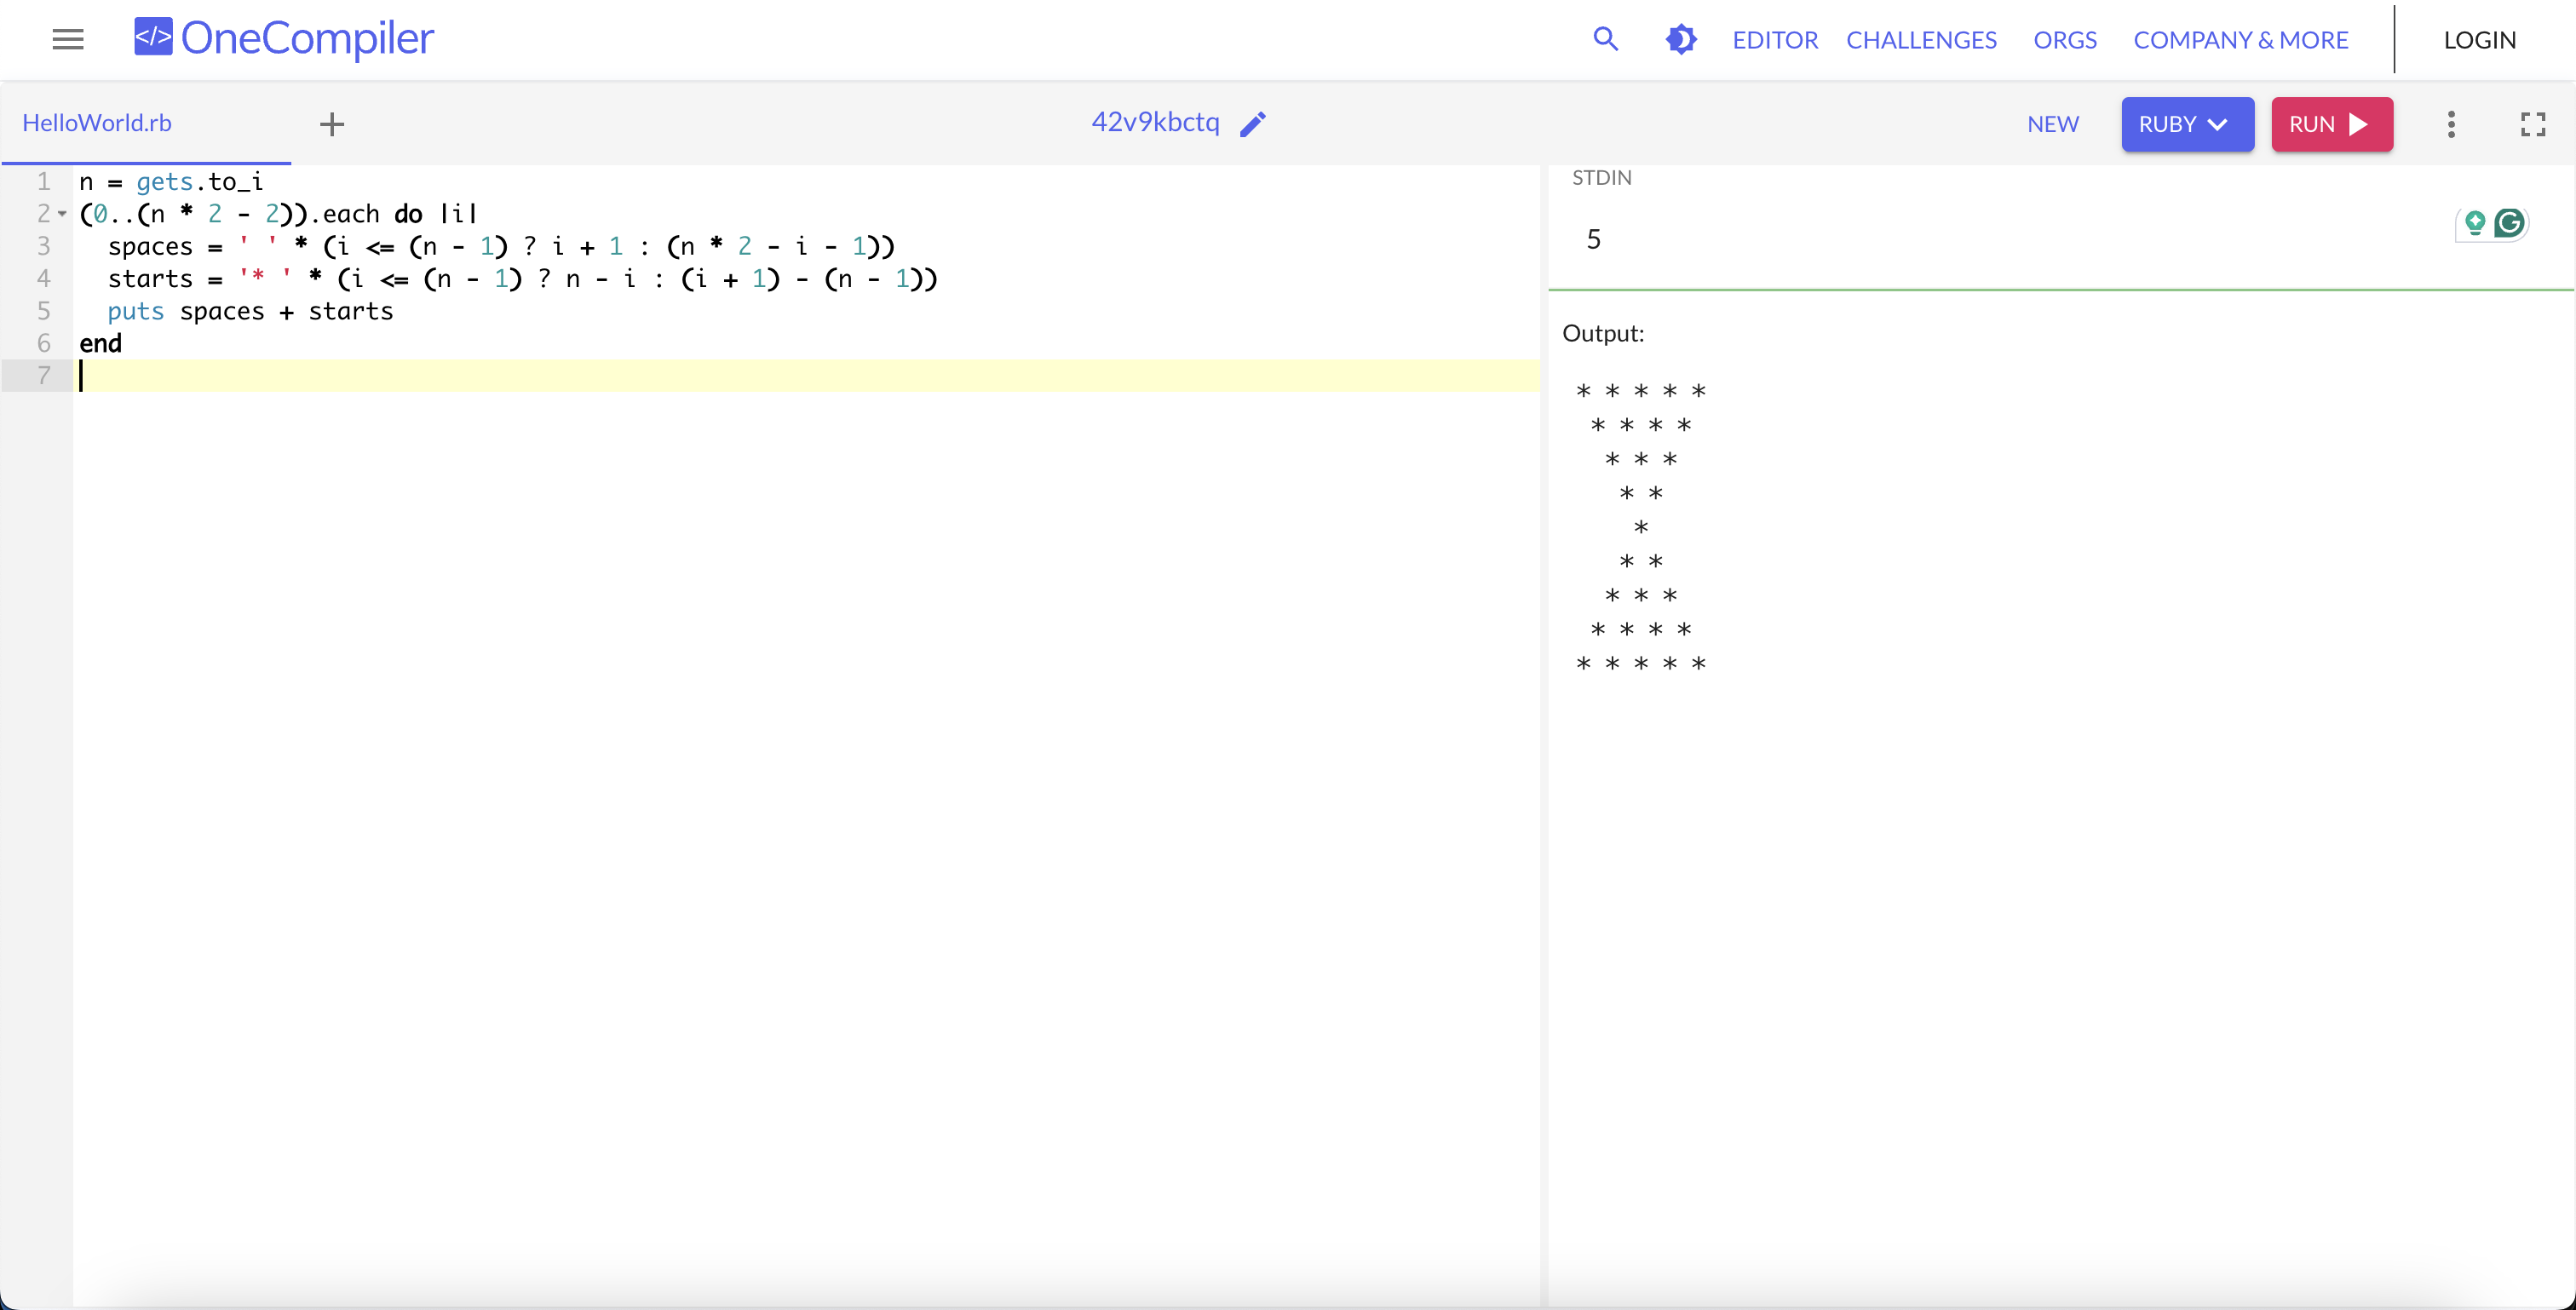 </> OneCompiler EDITOR CHALLENGES ORGS COMPANY & MORE LOGIN
HelloWorld.rb + 42v9kbctq NEW RUBY RUN
1 n = gets.to_i
2 (0..(n * 2 - 2)).each do |i|
3   spaces = ' ' * (i <= (n - 1) ? i + 1 : (n * 2 - i - 1))
4   starts = '* ' * (i <= (n - 1) ? n - i : (i + 1) - (n - 1))
5   puts spaces + starts
6 end
7
STDIN
5
Output:
 * * * * *
  * * * *
   * * *
    * *
     *
    * *
   * * *
  * * * *
 * * * * *